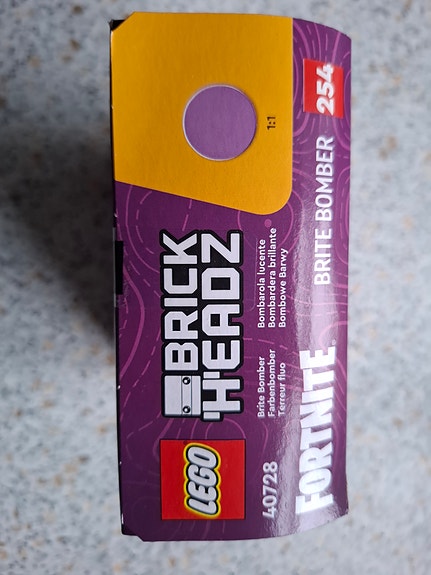 LEGO
BRICK
HEADZ
1:1
40728
Brite Bomber
Farbenbomber
Terreur fluo
Bombarola lucente
Bombardera brillante
Bombowe Barwy
FORTNITE
BRITE BOMBER
254